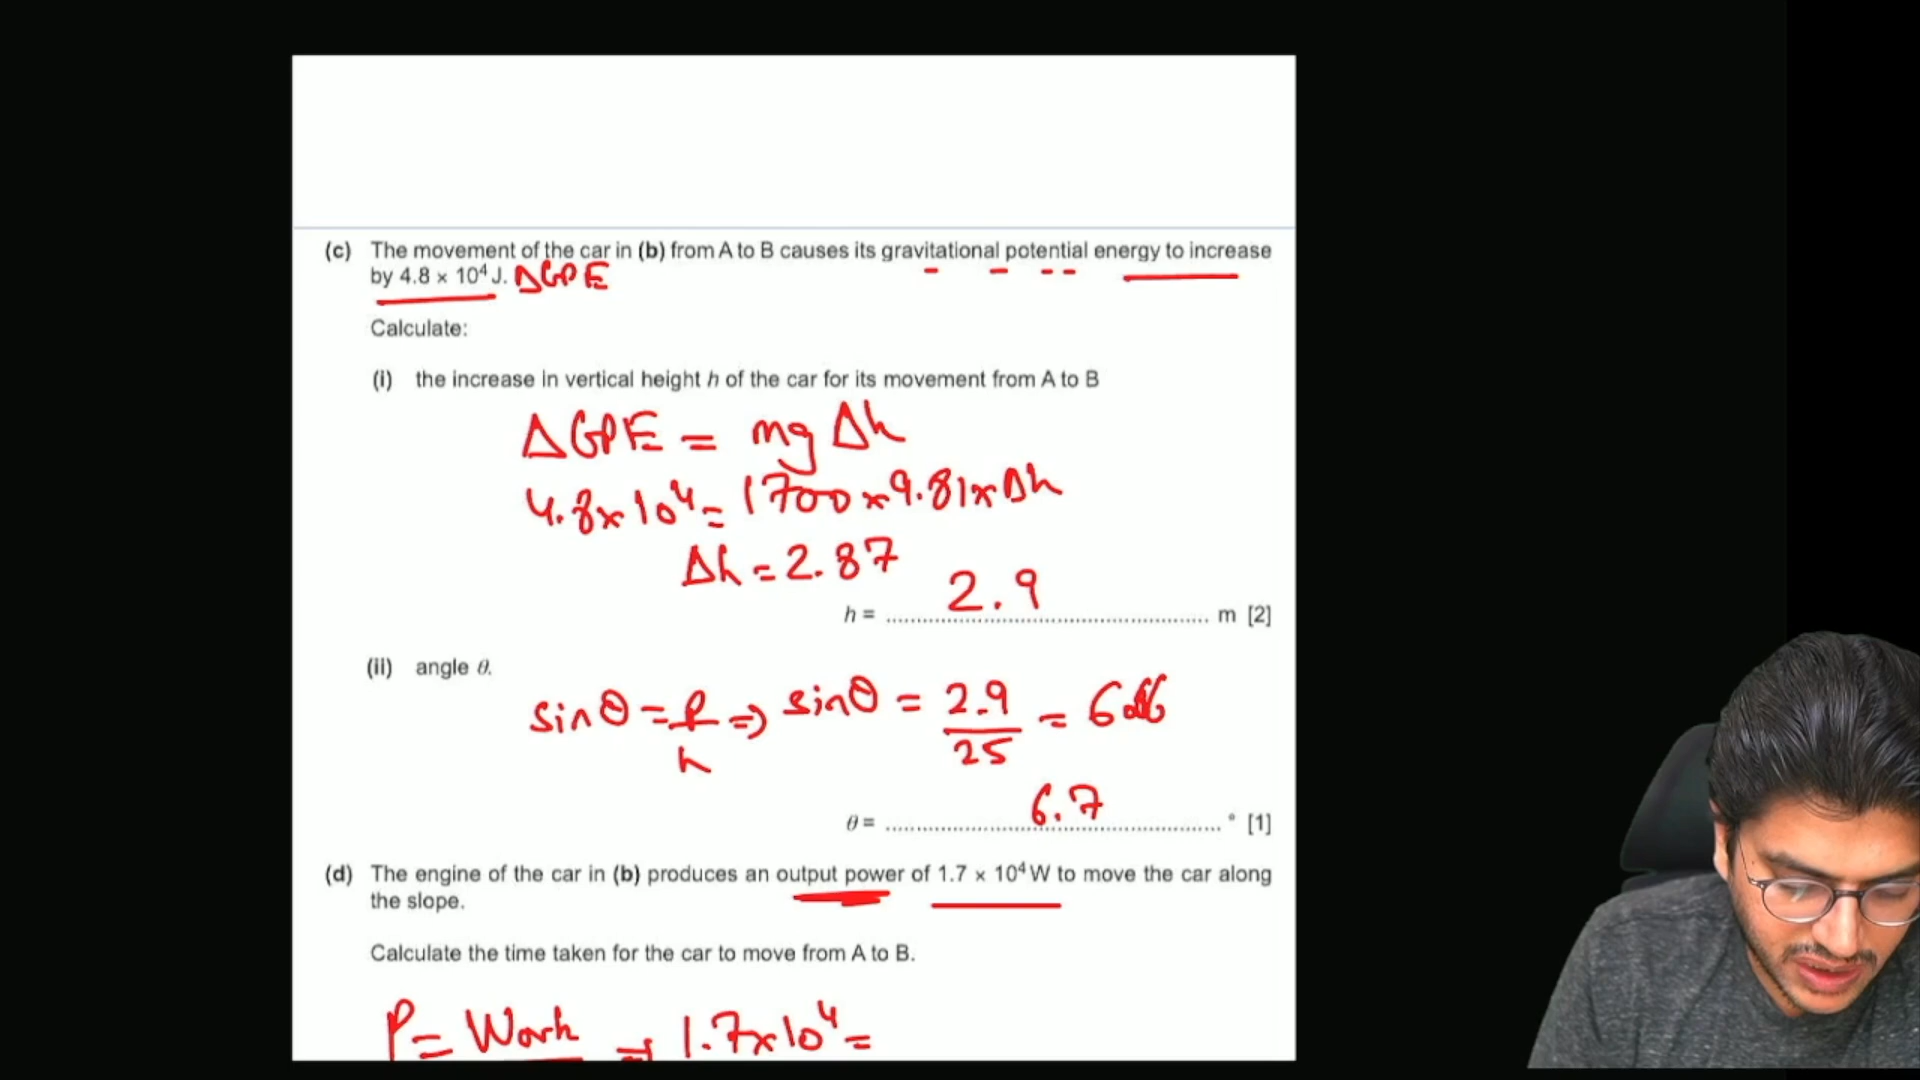 (c) The movement of the car in (b) from A to B causes its gravitational potential energy to increase
by 4.8 × 10⁴ J. ΔGPE
Calculate:
(i) the increase in vertical height h of the car for its movement from A to B
ΔGPE = mg Δh
4.8×10⁴ = 1700×9.81×Δh
Δh = 2.87
2.9
h = ........................................ m [2]
(ii) angle θ.
sinθ = p/h ⇒ sinθ = 2.9/25 = 6.66
6.7
θ = ........................................ ° [1]
(d) The engine of the car in (b) produces an output power of 1.7 × 10⁴ W to move the car along
the slope.
Calculate the time taken for the car to move from A to B.
P = Work ⇒ 1.7×10⁴ =